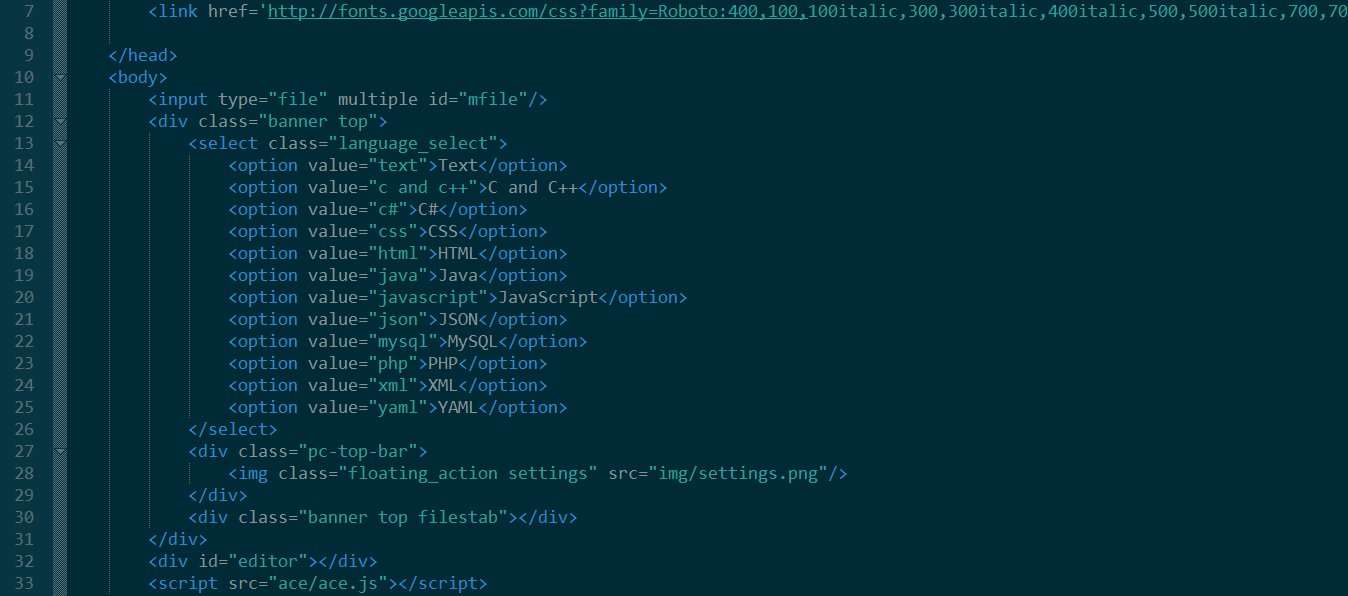 7 <link href='http://fonts.googleapis.com/css?family=Roboto:400,100,100italic,300,300italic,400italic,500,500italic,700,70
8
9 </head>
10 <body>
11 <input type="file" multiple id="mfile"/>
12 <div class="banner top">
13 <select class="language_select">
14 <option value="text">Text</option>
15 <option value="c and c++">C and C++</option>
16 <option value="c#">C#</option>
17 <option value="css">CSS</option>
18 <option value="html">HTML</option>
19 <option value="java">Java</option>
20 <option value="javascript">JavaScript</option>
21 <option value="json">JSON</option>
22 <option value="mysql">MySQL</option>
23 <option value="php">PHP</option>
24 <option value="xml">XML</option>
25 <option value="yaml">YAML</option>
26 </select>
27 <div class="pc-top-bar">
28 <img class="floating_action settings" src="img/settings.png"/>
29 </div>
30 <div class="banner top filestab"></div>
31 </div>
32 <div id="editor"></div>
33 <script src="ace/ace.js"></script>